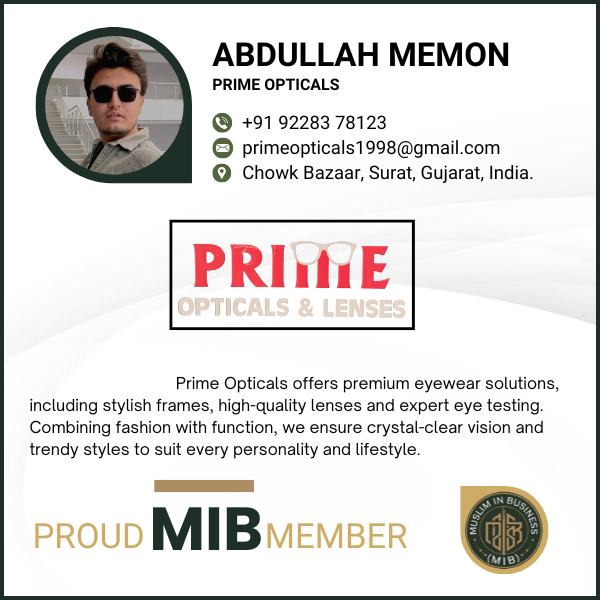 ABDULLAH MEMON
PRIME OPTICALS
+91 92283 78123
primeopticals1998@gmail.com
Chowk Bazaar, Surat, Gujarat, India.
PRIME
OPTICALS & LENSES
Prime Opticals offers premium eyewear solutions,
including stylish frames, high-quality lenses and expert eye testing.
Combining fashion with function, we ensure crystal-clear vision and
trendy styles to suit every personality and lifestyle.
PROUD MIB MEMBER
MUSLIM IN BUSINESS
(MIB)